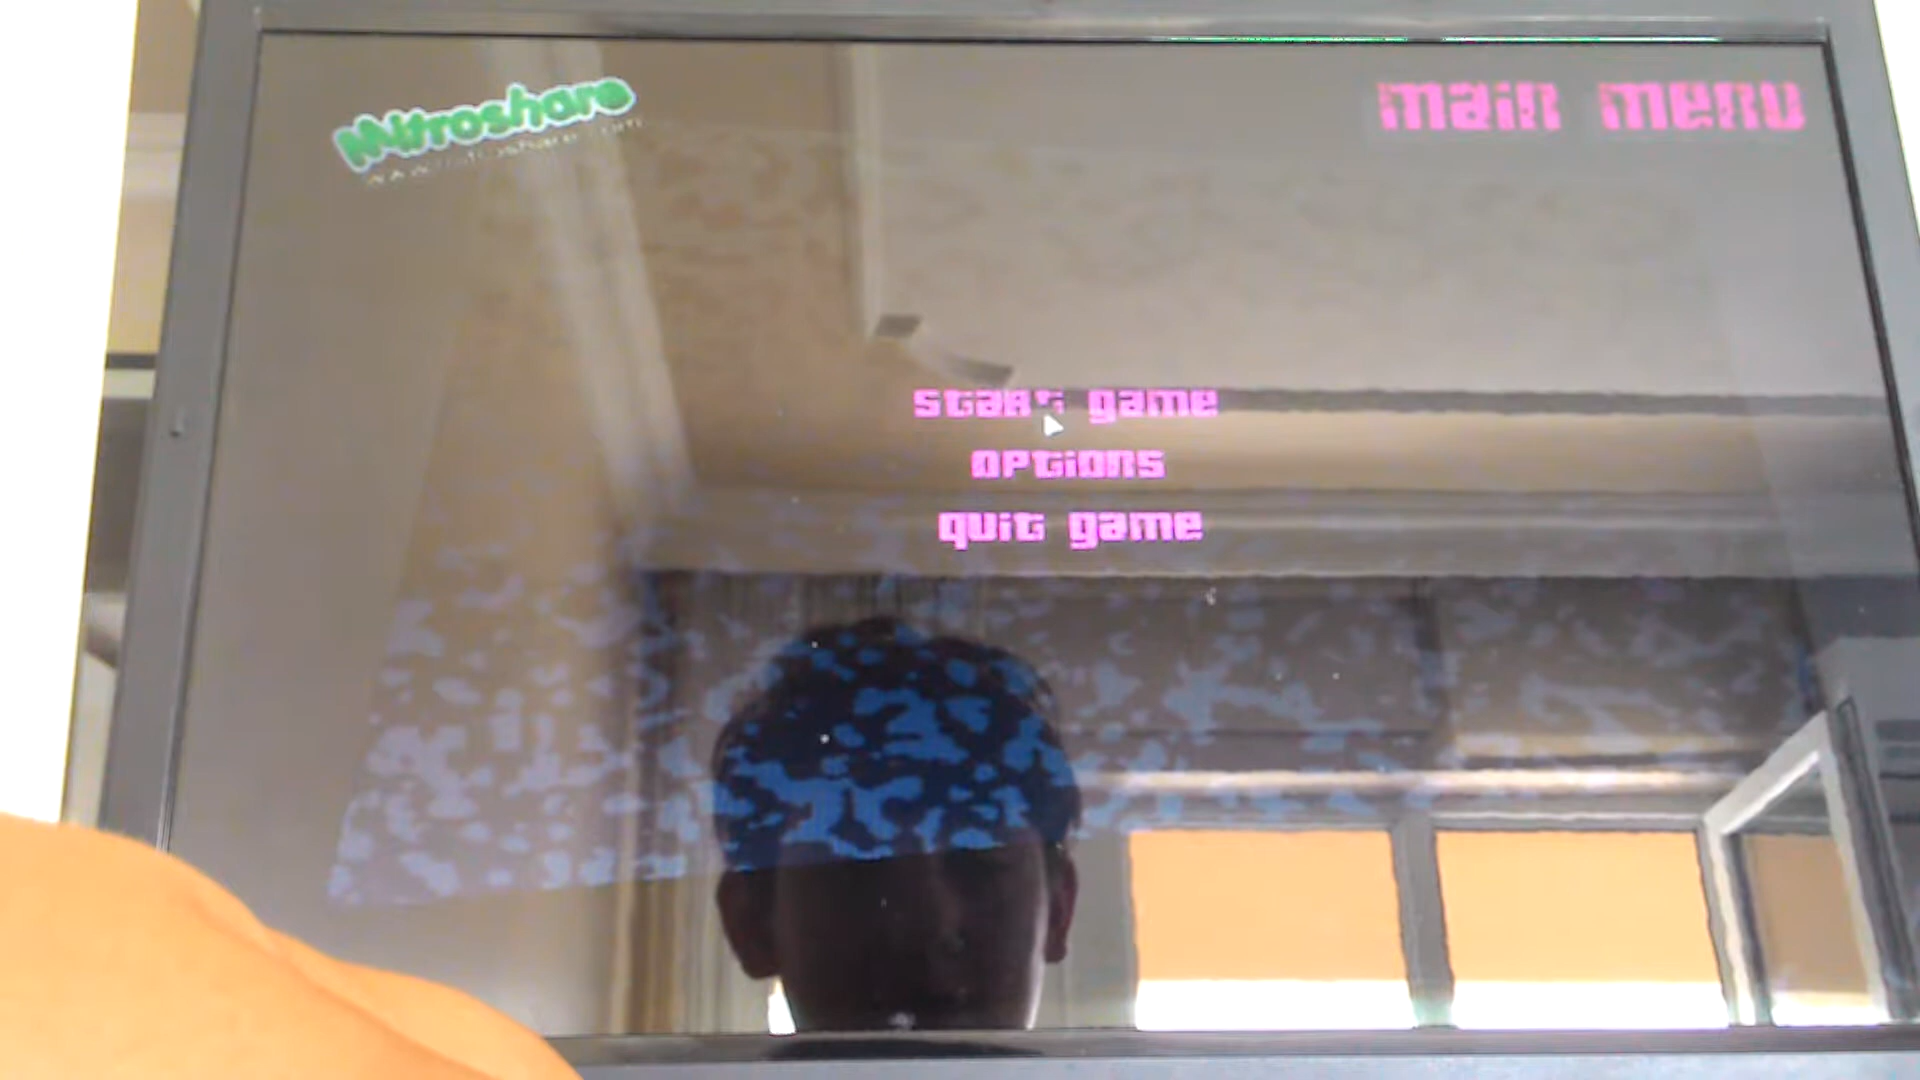 Nitroshare
main menu
start game
options
quit game